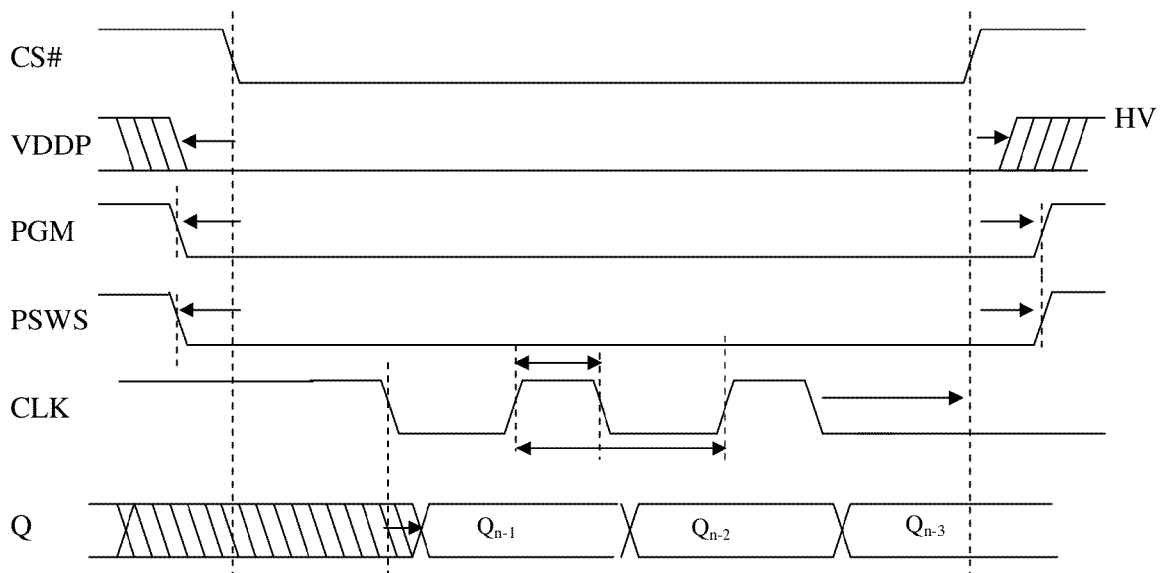 CS#
VDDP
HV
PGM
PSWS
CLK
Q
Qn-1
Qn-2
Qn-3